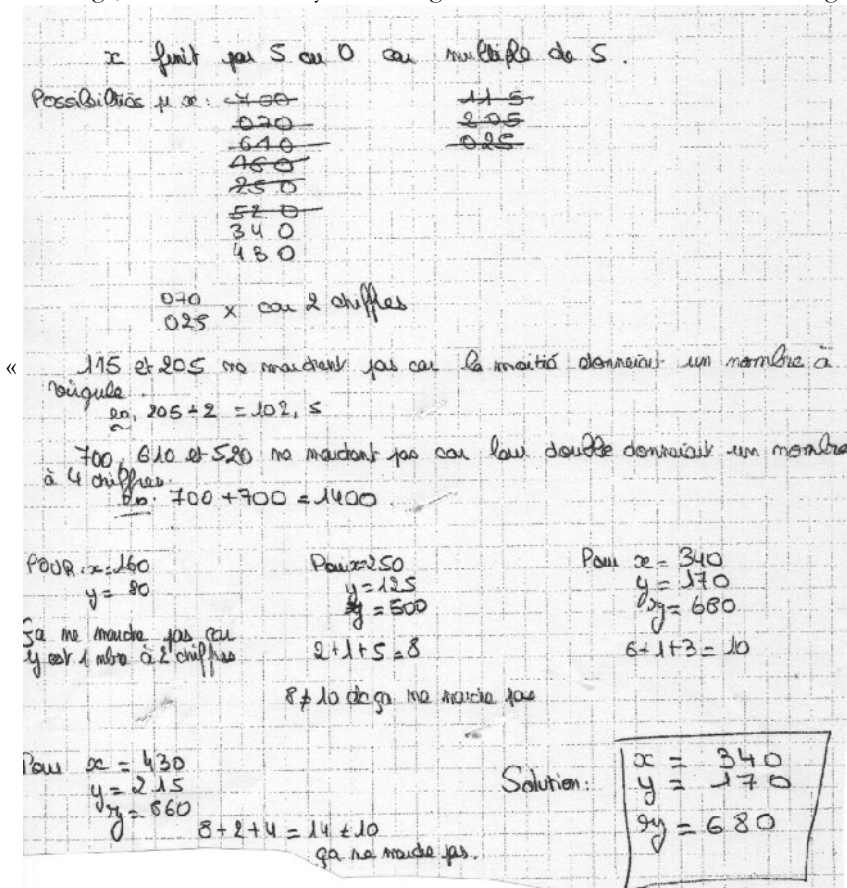 x finit par 5 ou 0 car multiple de 5.
Possibilités pr x : 700 115
070 205
610 025
160
250
520
340
430
070
025 x car 2 chiffres
« 115 et 205 ne marchent pas car la moitié donnerait un nombre à
virgule.
ex. 205÷2 = 102,5
700, 610 et 520 ne marchent pas car leur double donnerait un nombre
à 4 chiffres.
ex. 700+700 = 1400.
POUR x=160
y = 80
Ça ne marche pas car
y est 1 nbre à 2 chiffres
Pour x=250
y=125
= 500
2+1+5=8
8≠10 dc ça ne marche pas
Pour x = 340
y = 170
= 680
6+1+3=10
Pour x = 430
y = 215
= 860
8+2+4 = 14 ≠ 10
ça ne marche pas.
Solution:
x = 340
y = 170
= 680